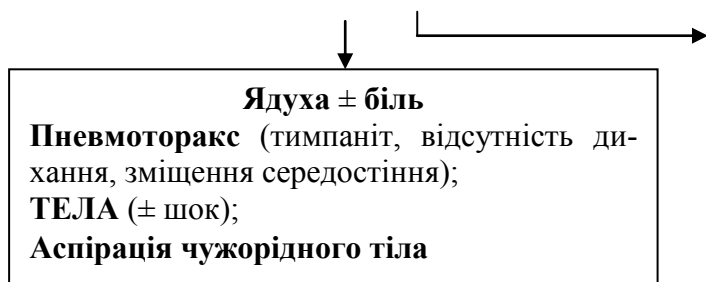 Ядуха ± біль
Пневмоторакс (тимпаніт, відсутність ди-
хання, зміщення середостіння);
ТЕЛА (± шок);
Аспірація чужорідного тіла